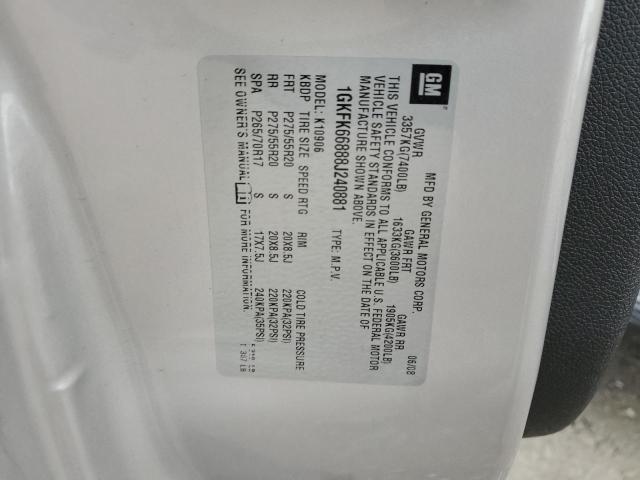 GM
MFD BY GENERAL MOTORS CORP.
06/08
GVWR GAWR FRT GAWR RR
3357KG(7400LB) 1633KG(3600LB) 1905KG(4200LB)
THIS VEHICLE CONFORMS TO ALL APPLICABLE U.S. FEDERAL MOTOR
VEHICLE SAFETY STANDARDS IN EFFECT ON THE DATE OF
MANUFACTURE SHOWN ABOVE.
1GKFK66888J240881 TYPE: M.P.V.
MODEL: K10906
KBDP TIRE SIZE SPEED RTG RIM COLD TIRE PRESSURE
FRT P275/55R20 S 20X8.5J 220KPA(32PSI)
RR P275/55R20 S 20X8.5J 220KPA(32PSI)
SPA P265/70R17 S 17X7.5J 240KPA(35PSI)
SEE OWNER'S MANUAL FOR MORE INFORMATION.